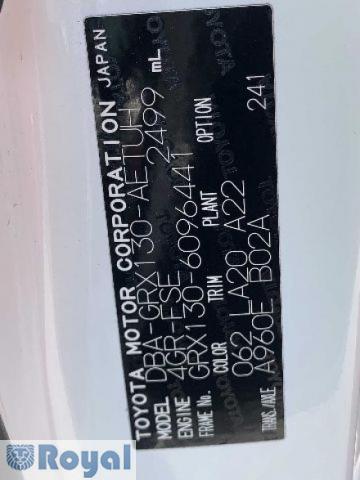 TOYOTA MOTOR CORPORATION JAPAN
MODEL DBA-GRX130-AETUH
ENGINE 4GR-FSE 2499 mL
FRAME No. GRX130-6096441
COLOR TRIM PLANT OPTION
062 LA20 A22 241
TRANS/AXLE A960E B02A
Royal